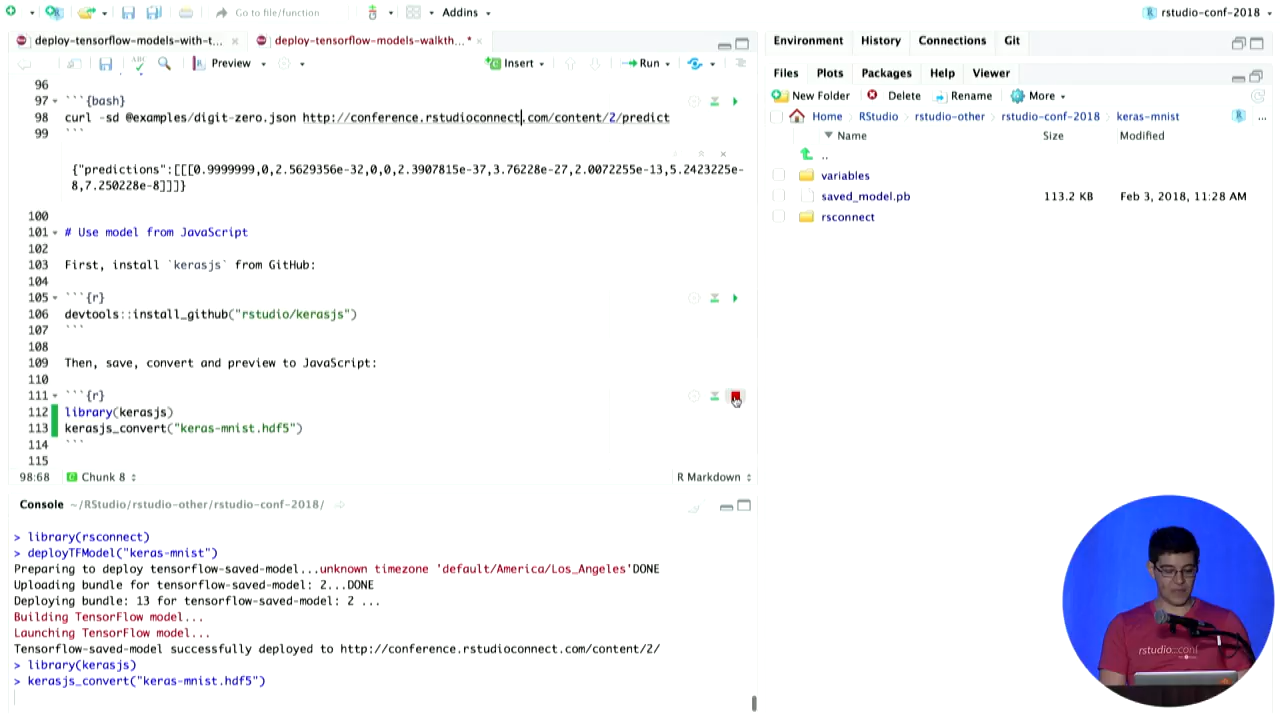 Go to file/function
Addins
rstudio-conf-2018
deploy-tensorflow-models-with-t...
deploy-tensorflow-models-walkth...*
Preview
Insert
Run
96
97 ```{bash}
98 curl -sd @examples/digit-zero.json http://conference.rstudioconnect.com/content/2/predict
99 ```
{"predictions":[[[0.9999999,0,2.5629356e-32,0,0,2.3907815e-37,3.76228e-27,2.0072255e-13,5.2423225e-
8,7.250228e-8]]]}
100
101 # Use model from JavaScript
102
103 First, install `kerasjs` from GitHub:
104
105 ```{r}
106 devtools::install_github("rstudio/kerasjs")
107 ```
108
109 Then, save, convert and preview to JavaScript:
110
111 ```{r}
112 library(kerasjs)
113 kerasjs_convert("keras-mnist.hdf5")
114 ```
115
98:68 Chunk 8 R Markdown
Console ~/RStudio/rstudio-other/rstudio-conf-2018/
> library(rsconnect)
> deployTFModel("keras-mnist")
Preparing to deploy tensorflow-saved-model...unknown timezone 'default/America/Los_Angeles'DONE
Uploading bundle for tensorflow-saved-model: 2...DONE
Deploying bundle: 13 for tensorflow-saved-model: 2 ...
Building TensorFlow model...
Launching TensorFlow model...
Tensorflow-saved-model successfully deployed to http://conference.rstudioconnect.com/content/2/
> library(kerasjs)
> kerasjs_convert("keras-mnist.hdf5")
Environment History Connections Git
Files Plots Packages Help Viewer
New Folder Delete Rename More
Home RStudio rstudio-other rstudio-conf-2018 keras-mnist ...
Name Size Modified
..
variables
saved_model.pb 113.2 KB Feb 3, 2018, 11:28 AM
rsconnect
rstudio::conf